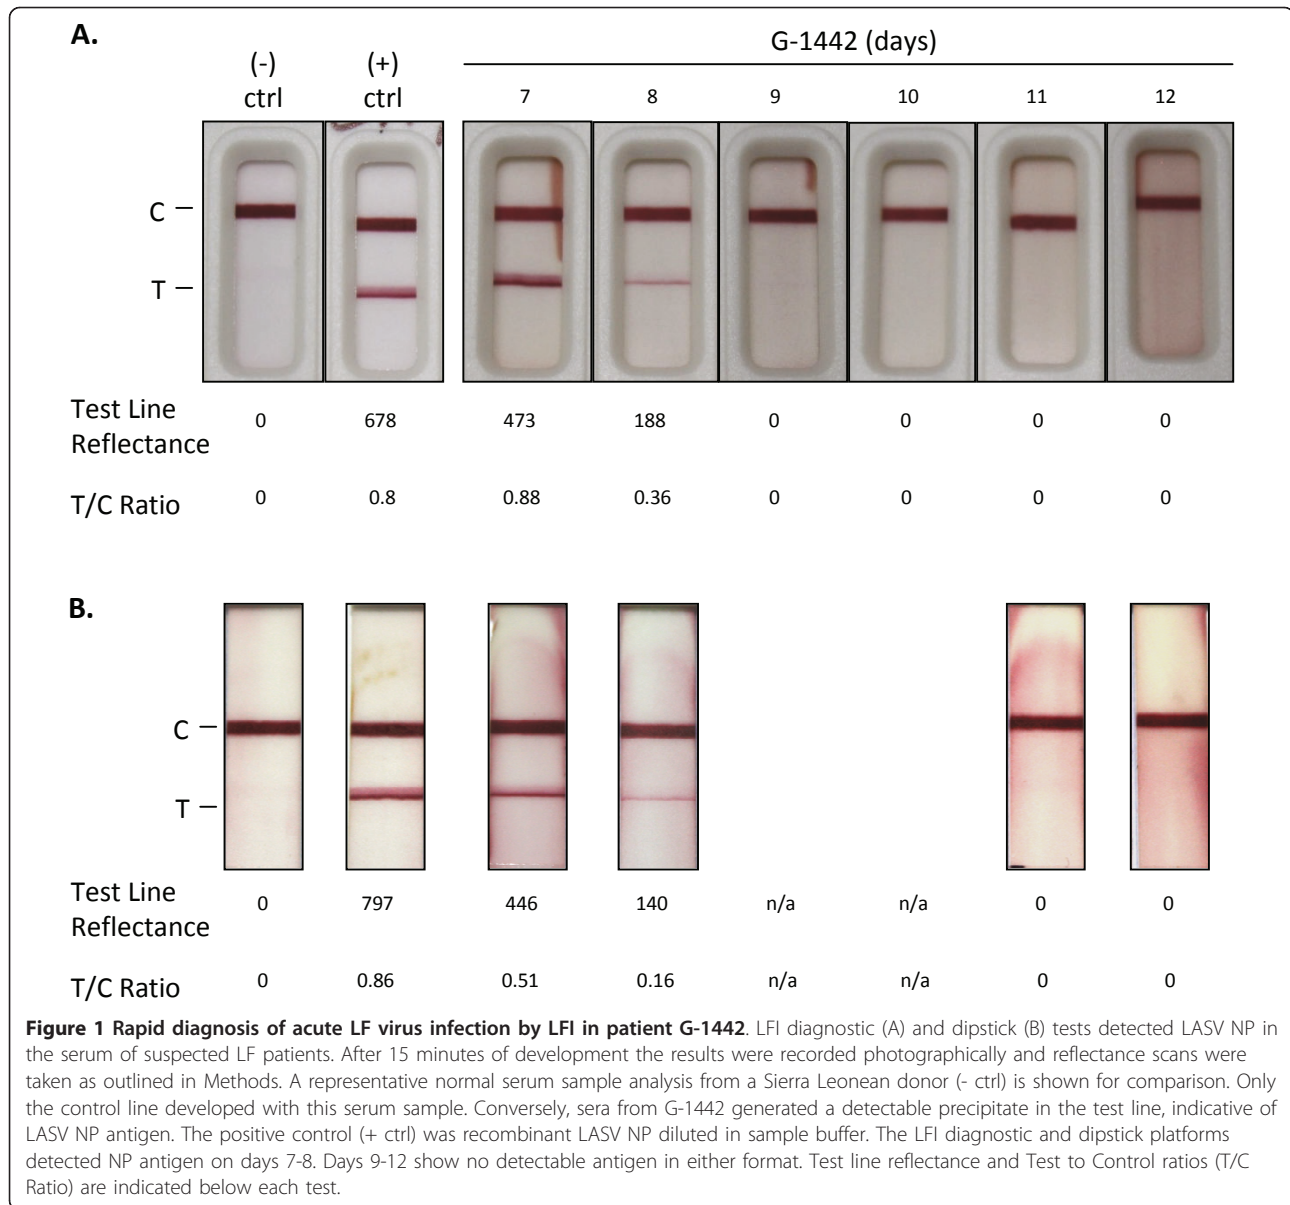 A.
G-1442 (days)
(-) ctrl
(+) ctrl
7 8 9 10 11 12
C –
T –
Test Line Reflectance 0 678 473 188 0 0 0 0
T/C Ratio 0 0.8 0.88 0.36 0 0 0 0
B.
C –
T –
Test Line Reflectance 0 797 446 140 n/a n/a 0 0
T/C Ratio 0 0.86 0.51 0.16 n/a n/a 0 0
Figure 1 Rapid diagnosis of acute LF virus infection by LFI in patient G-1442. LFI diagnostic (A) and dipstick (B) tests detected LASV NP in
the serum of suspected LF patients. After 15 minutes of development the results were recorded photographically and reflectance scans were
taken as outlined in Methods. A representative normal serum sample analysis from a Sierra Leonean donor (- ctrl) is shown for comparison. Only
the control line developed with this serum sample. Conversely, sera from G-1442 generated a detectable precipitate in the test line, indicative of
LASV NP antigen. The positive control (+ ctrl) was recombinant LASV NP diluted in sample buffer. The LFI diagnostic and dipstick platforms
detected NP antigen on days 7-8. Days 9-12 show no detectable antigen in either format. Test line reflectance and Test to Control ratios (T/C
Ratio) are indicated below each test.